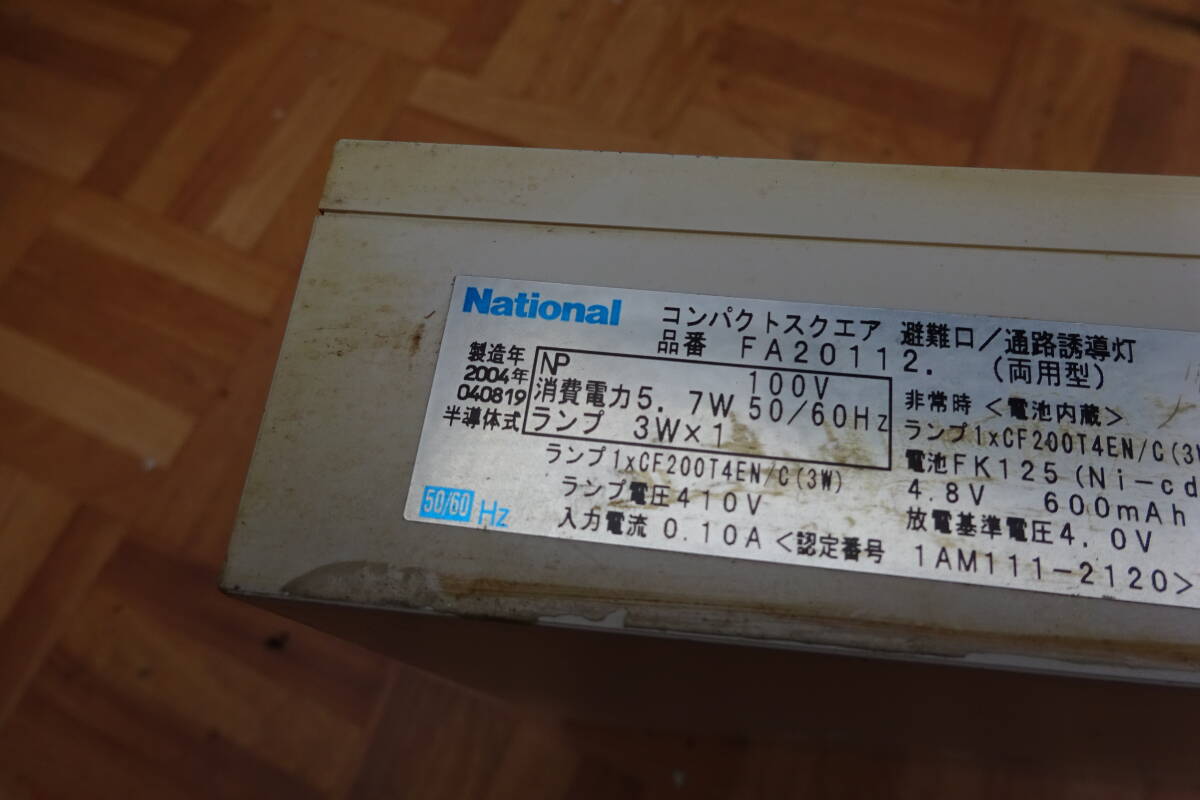 National コンパクトスクエア 避難口/通路誘導灯
品番 FA20112. (両用型)
製造年
2004年
040819
半導体式
NP 100V
消費電力5.7W 50/60Hz
ランプ 3W×1
ランプ1xCF200T4EN/C(3W)
ランプ電圧410V
50/60 Hz
入力電流 0.10A <認定番号 1AM111-2120>
非常時 <電池内蔵>
ランプ1xCF200T4EN/C(3W
電池FK125(Ni-cd
4.8V 600mAh
放電基準電圧4.0V